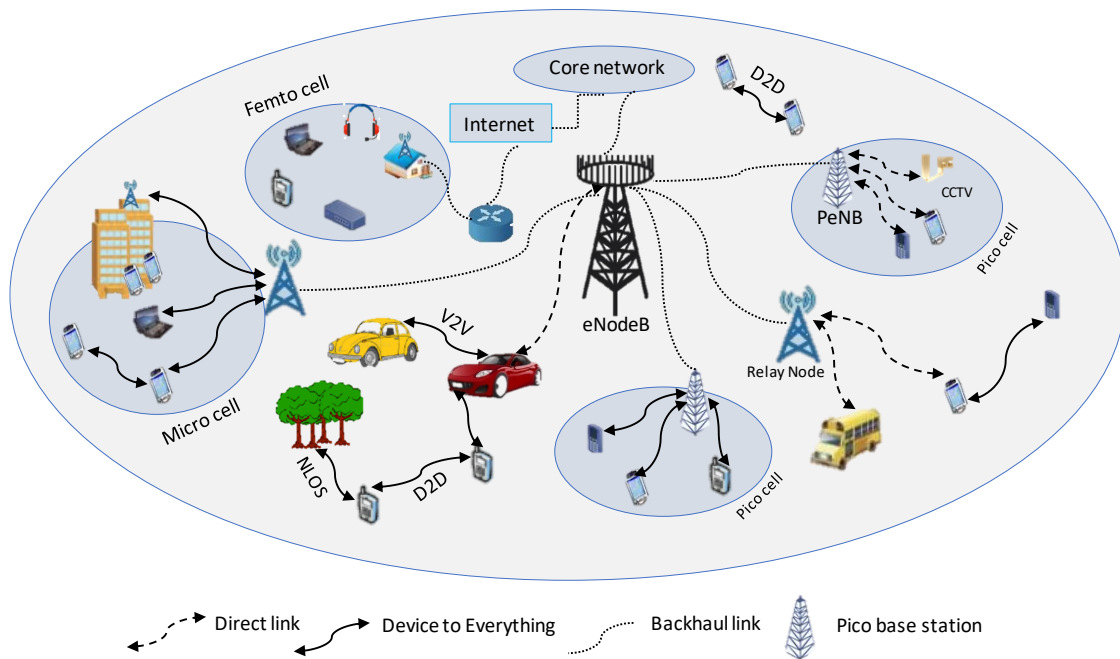 Core network
D2D
Femto cell
Internet
CCTV
PeNB
Pico cell
eNodeB
V2V
Relay Node
Micro cell
NLOS
D2D
Pico cell
Direct link
Device to Everything
Backhaul link
Pico base station